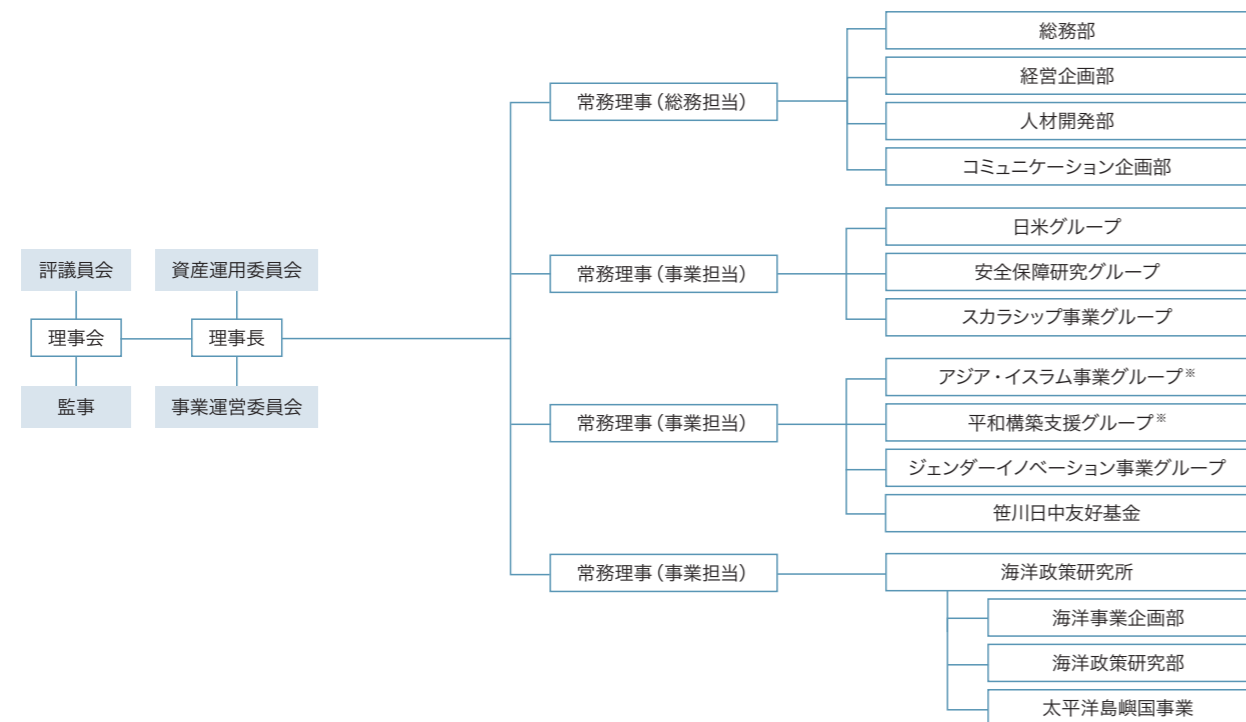 評議員会
資産運用委員会
理事会
理事長
監事
事業運営委員会
常務理事（総務担当）
総務部
経営企画部
人材開発部
コミュニケーション企画部
常務理事（事業担当）
日米グループ
安全保障研究グループ
スカラシップ事業グループ
常務理事（事業担当）
アジア・イスラム事業グループ※
平和構築支援グループ※
ジェンダーイノベーション事業グループ
笹川日中友好基金
常務理事（事業担当）
海洋政策研究所
海洋事業企画部
海洋政策研究部
太平洋島嶼国事業